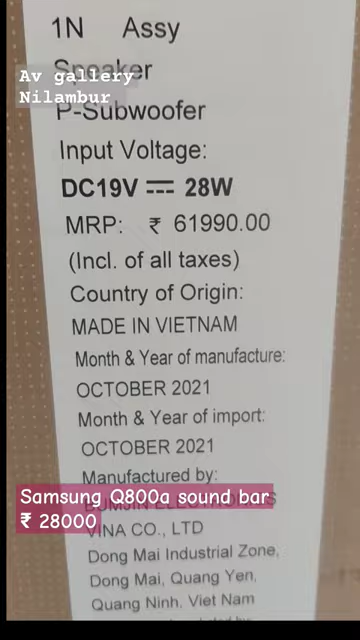 1N Assy
Speaker
Av gallery
Nilambur
P-Subwoofer
Input Voltage:
DC19V ⎓ 28W
MRP: ₹ 61990.00
(Incl. of all taxes)
Country of Origin:
MADE IN VIETNAM
Month & Year of manufacture:
OCTOBER 2021
Month & Year of import:
OCTOBER 2021
Manufactured by:
Samsung Q800a sound bar
₹ 28000
BUMJIN ELECTRONICS
VINA CO., LTD
Dong Mai Industrial Zone,
Dong Mai, Quang Yen,
Quang Ninh. Viet Nam